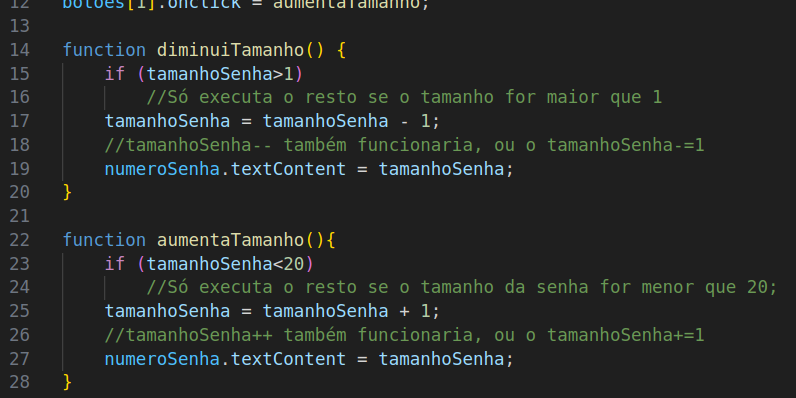 12 botoes[1].onclick = aumentaTamanho;
13
14 function diminuiTamanho() {
15 if (tamanhoSenha>1)
16 //Só executa o resto se o tamanho for maior que 1
17 tamanhoSenha = tamanhoSenha - 1;
18 //tamanhoSenha-- também funcionaria, ou o tamanhoSenha-=1
19 numeroSenha.textContent = tamanhoSenha;
20 }
21
22 function aumentaTamanho(){
23 if (tamanhoSenha<20)
24 //Só executa o resto se o tamanho da senha for menor que 20;
25 tamanhoSenha = tamanhoSenha + 1;
26 //tamanhoSenha++ também funcionaria, ou o tamanhoSenha+=1
27 numeroSenha.textContent = tamanhoSenha;
28 }